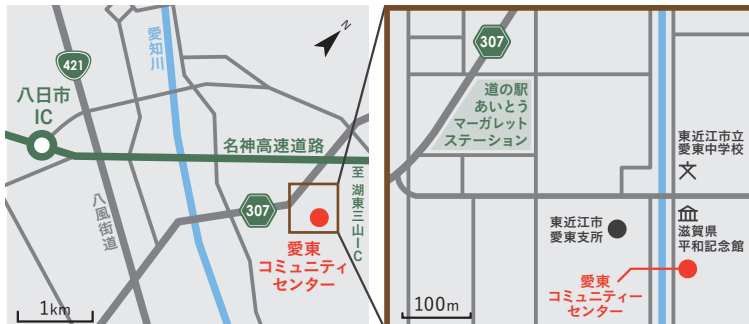 421
八日市
IC
愛知川
N
名神高速道路
至 湖東三山IC
八風街道
307
愛東
コミュニティ
センター
1km
307
道の駅
あいとう
マーガレット
ステーション
東近江市立
愛東中学校
文
東近江市
愛東支所
滋賀県
平和記念館
愛東
コミュニティー
センター
100m